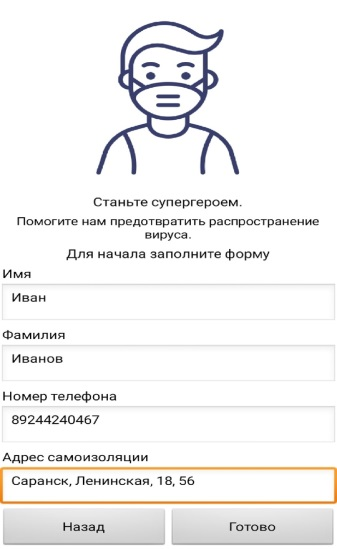 Станьте супергероем.
Помогите нам предотвратить распространение
вируса.
Для начала заполните форму
Имя
Иван
Фамилия
Иванов
Номер телефона
89244240467
Адрес самоизоляции
Саранск, Ленинская, 18, 56
Назад Готово